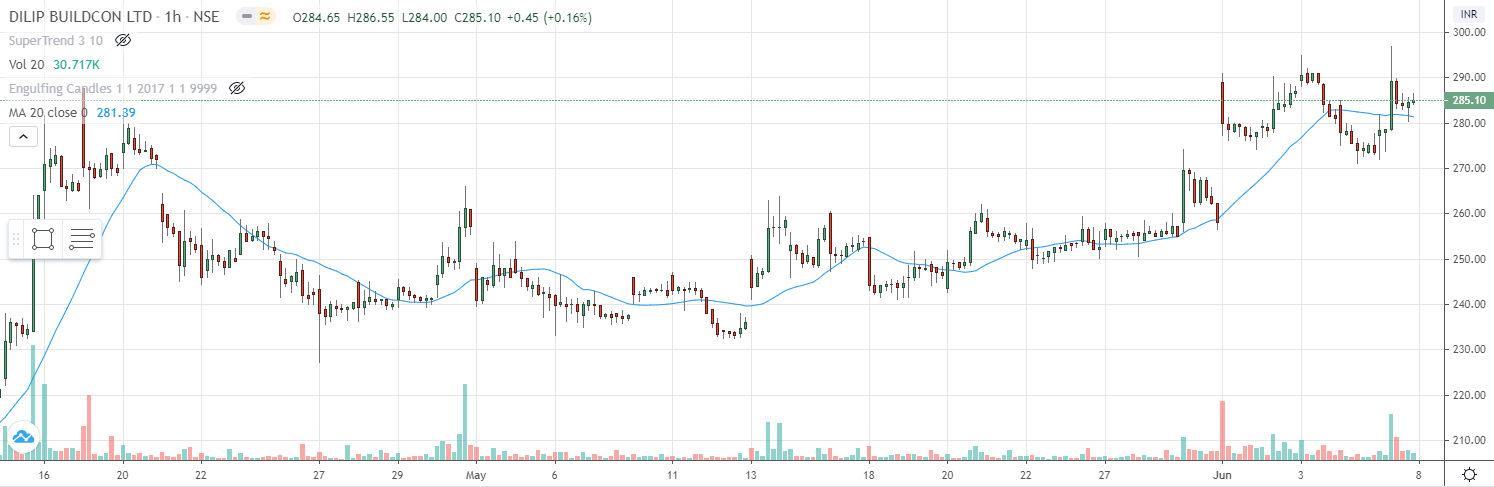 DILIP BUILDCON LTD · 1h · NSE O284.65 H286.55 L284.00 C285.10 +0.45 (+0.16%)
INR
SuperTrend 3 10
300.00
Vol 20 30.717K
290.00
Engulfing Candles 1 1 2017 1 1 9999
285.10
MA 20 close 0 281.39
280.00
270.00
260.00
250.00
240.00
230.00
220.00
210.00
16 20 22 27 29 May 6 11 13 18 20 22 27 Jun 3 8